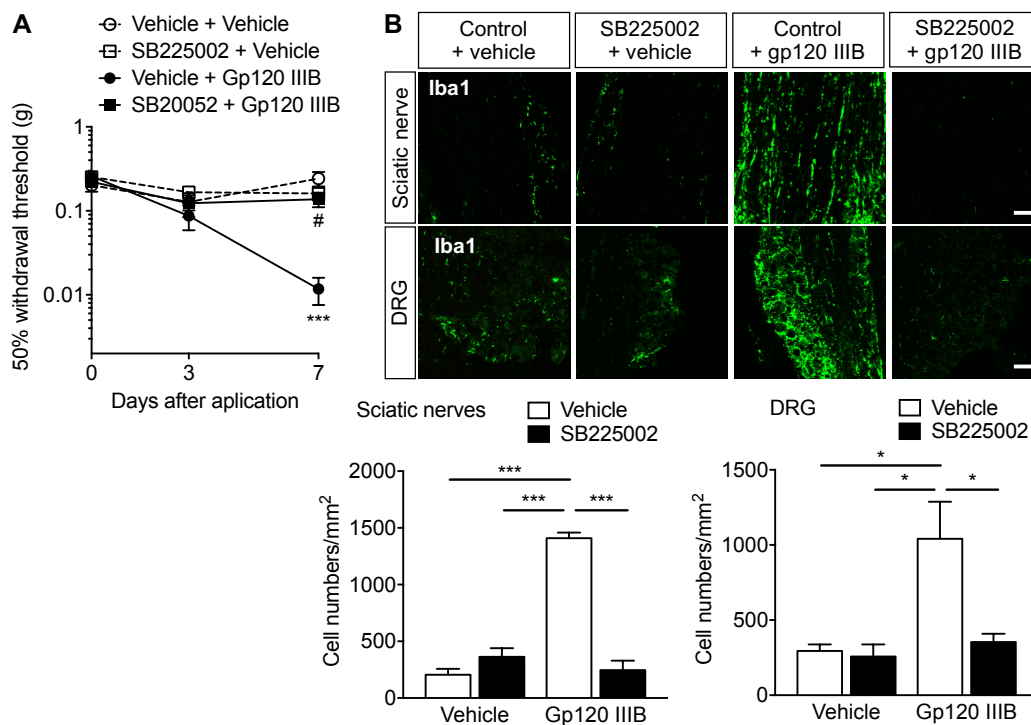 A
Vehicle + Vehicle
SB225002 + Vehicle
Vehicle + Gp120 IIIB
SB20052 + Gp120 IIIB
50% withdrawal threshold (g)
1
0.1
0.01
#
***
0
3
7
Days after aplication
B
Control
+ vehicle
SB225002
+ vehicle
Control
+ gp120 IIIB
SB225002
+ gp120 IIIB
Sciatic nerve
Iba1
DRG
Iba1
Sciatic nerves
Vehicle
SB225002
Cell numbers/mm²
2000
1500
1000
500
0
***
***
***
Vehicle
Gp120 IIIB
DRG
Vehicle
SB225002
Cell numbers/mm²
1500
1000
500
0
*
*
*
Vehicle
Gp120 IIIB